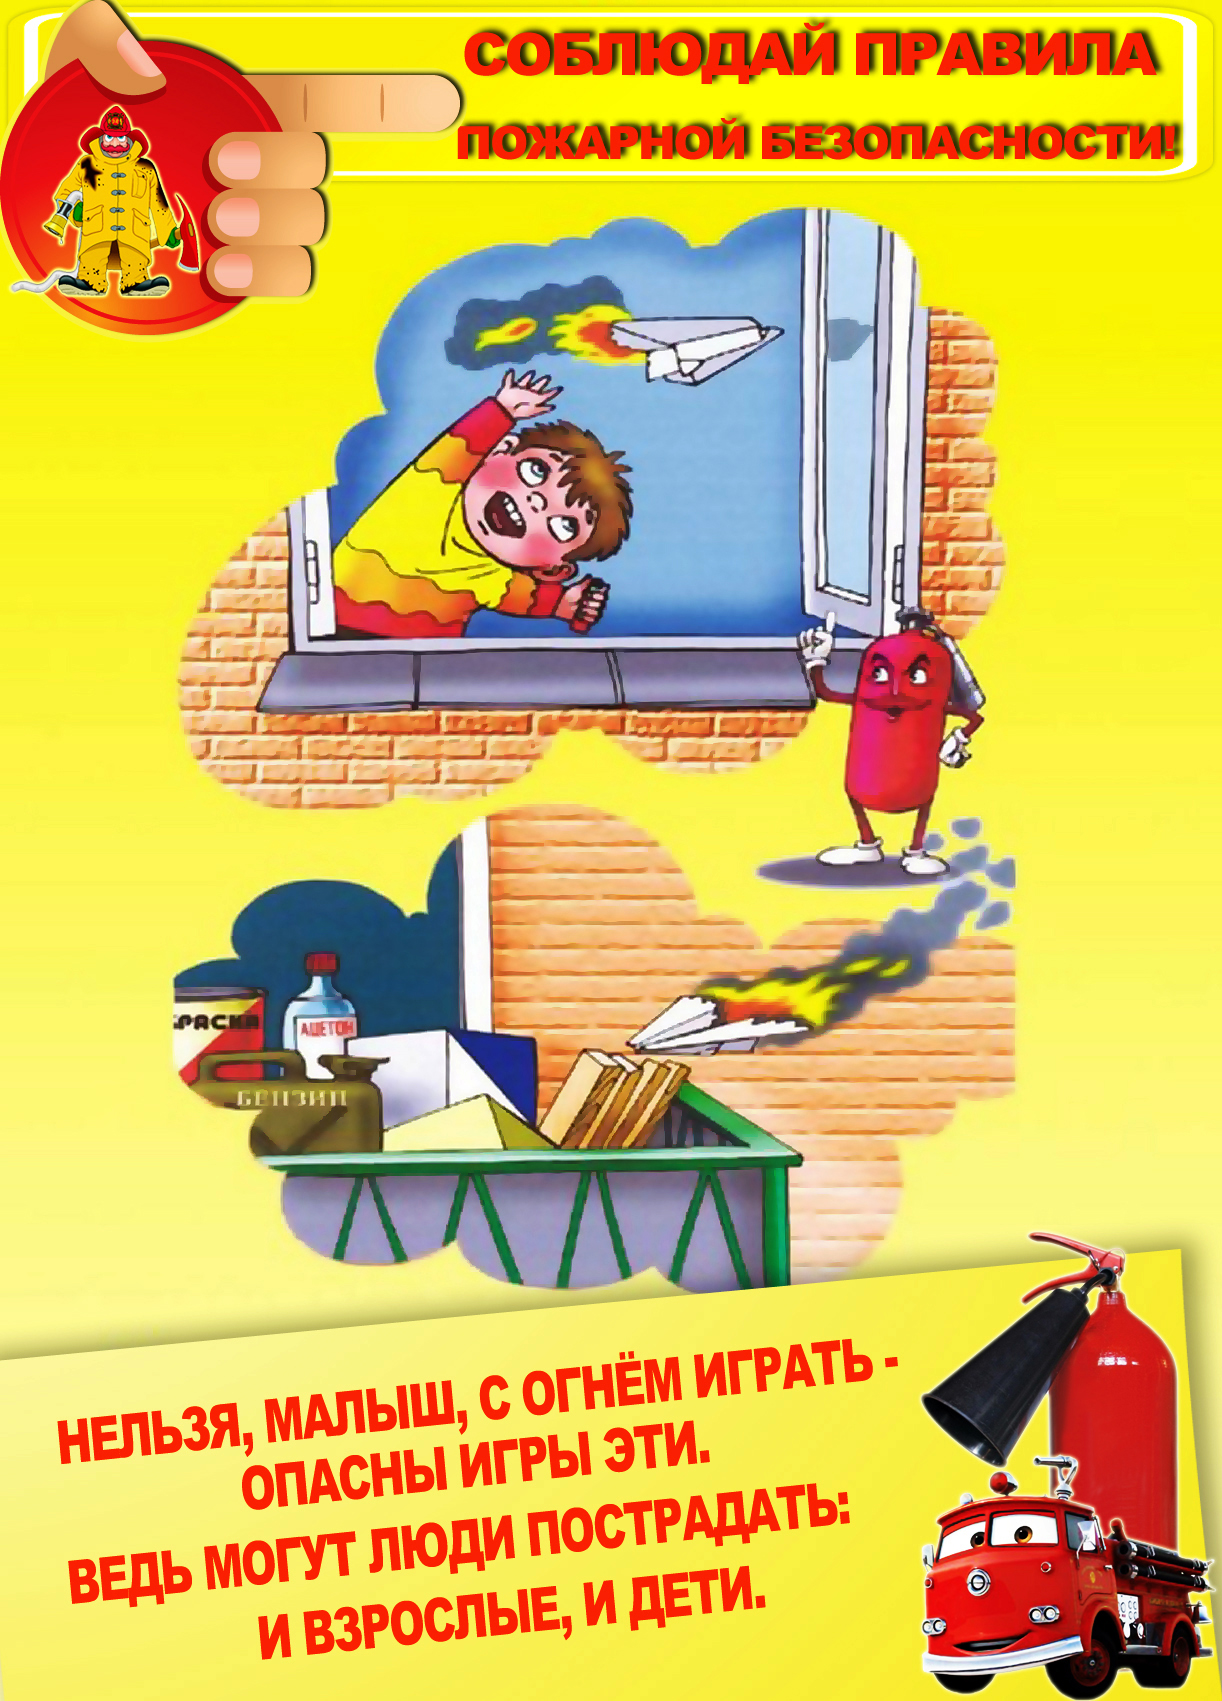 СОБЛЮДАЙ ПРАВИЛА
ПОЖАРНОЙ БЕЗОПАСНОСТИ!
КРАСКА
АЦЕТОН
БЕНЗИН
НЕЛЬЗЯ, МАЛЫШ, С ОГНЁМ ИГРАТЬ -
ОПАСНЫ ИГРЫ ЭТИ.
ВЕДЬ МОГУТ ЛЮДИ ПОСТРАДАТЬ:
И ВЗРОСЛЫЕ, И ДЕТИ.